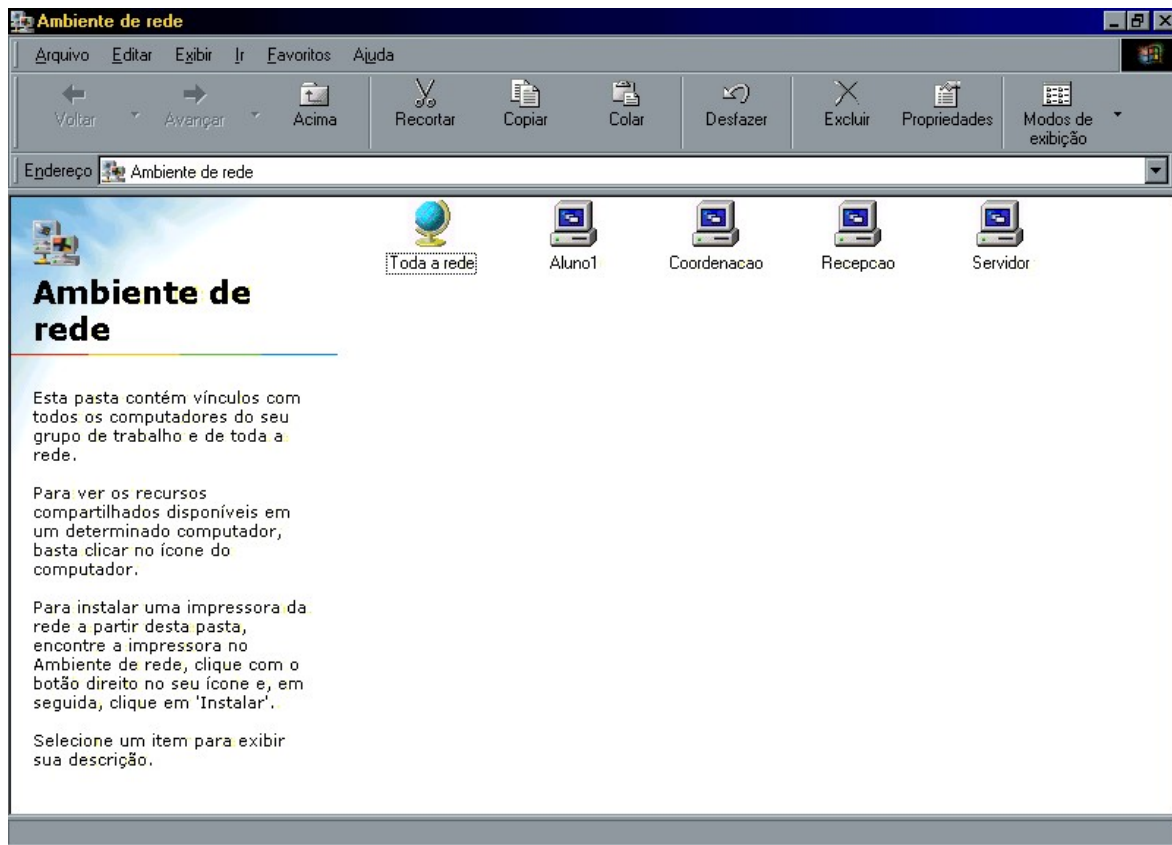 Ambiente de rede
Arquivo Editar Exibir Ir Favoritos Ajuda
Voltar Avançar Acima Recortar Copiar Colar Desfazer Excluir Propriedades Modos de
exibição
Endereço Ambiente de rede
Toda a rede Aluno1 Coordenacao Recepcao Servidor
Ambiente de
rede
Esta pasta contém vínculos com
todos os computadores do seu
grupo de trabalho e de toda a
rede.
Para ver os recursos
compartilhados disponíveis em
um determinado computador,
basta clicar no ícone do
computador.
Para instalar uma impressora da
rede a partir desta pasta,
encontre a impressora no
Ambiente de rede, clique com o
botão direito no seu ícone e, em
seguida, clique em 'Instalar'.
Selecione um item para exibir
sua descrição.